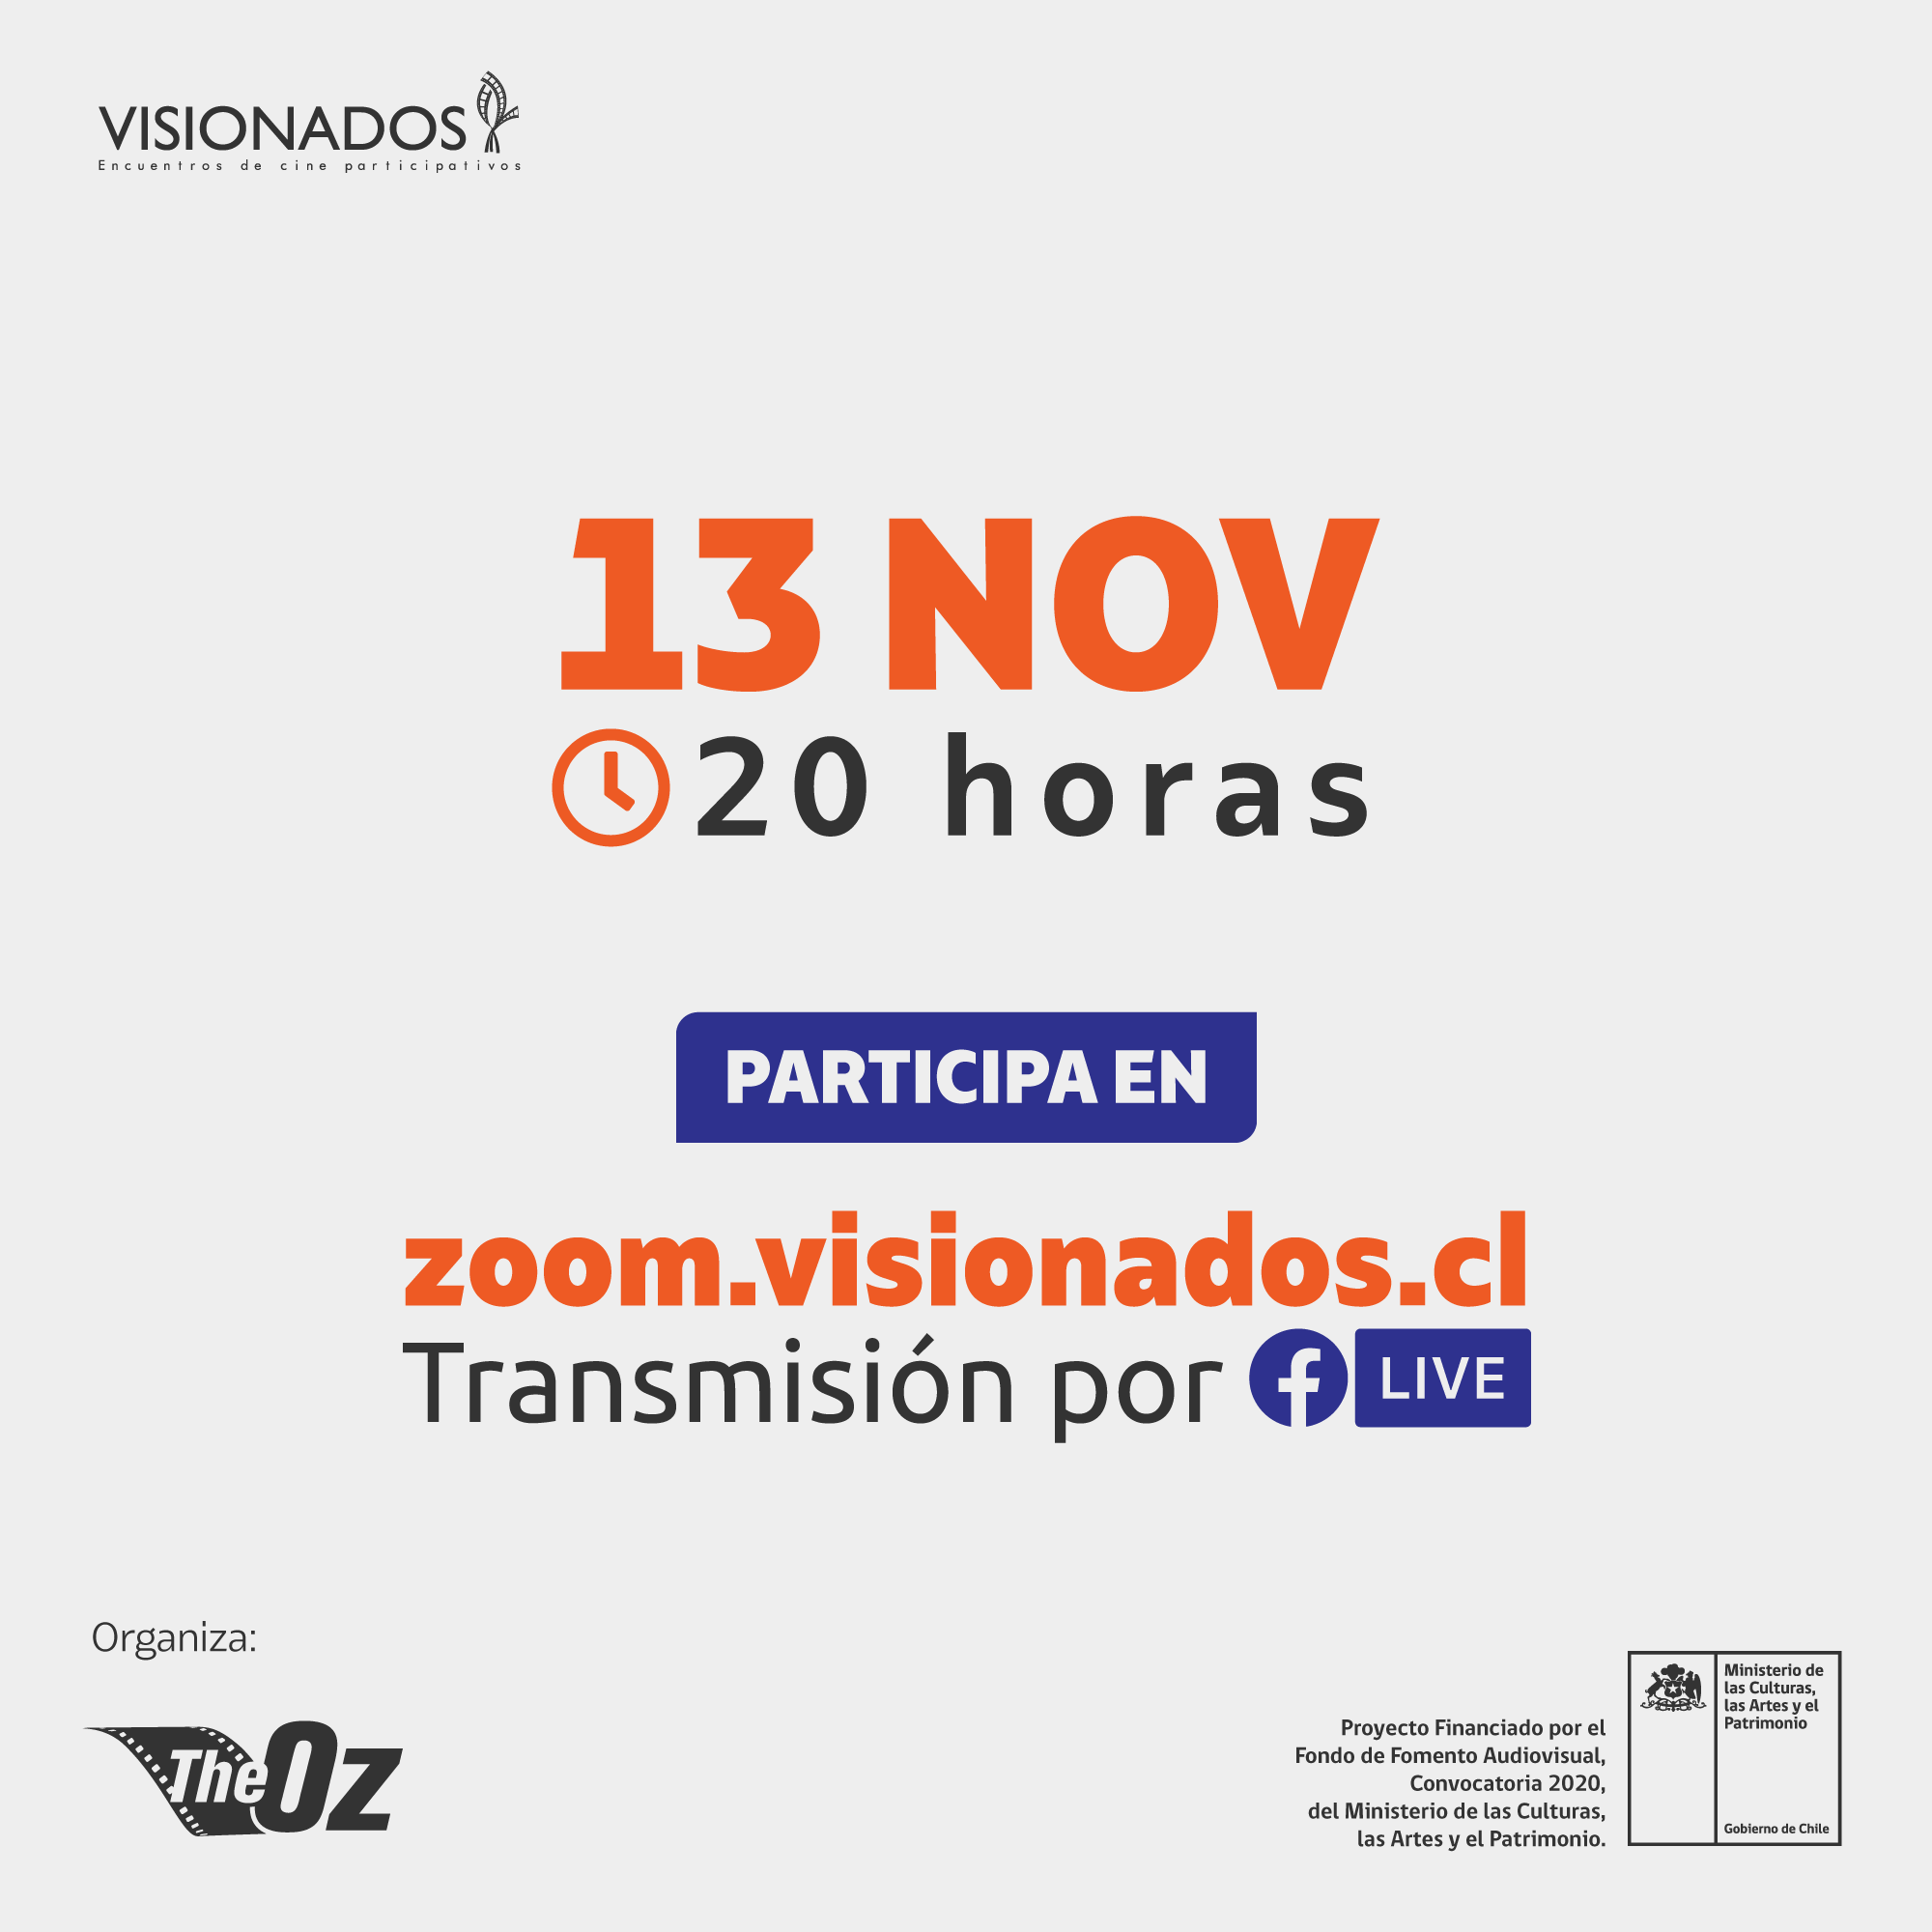 VISIONADOS
Encuentros de cine participativos
13 NOV
20 horas
PARTICIPA EN
zoom.visionados.cl
Transmisión por f LIVE
Organiza:
The Oz
Proyecto Financiado por el
Fondo de Fomento Audiovisual,
Convocatoria 2020,
del Ministerio de las Culturas,
las Artes y el Patrimonio.
Ministerio de
las Culturas,
las Artes y el
Patrimonio
Gobierno de Chile